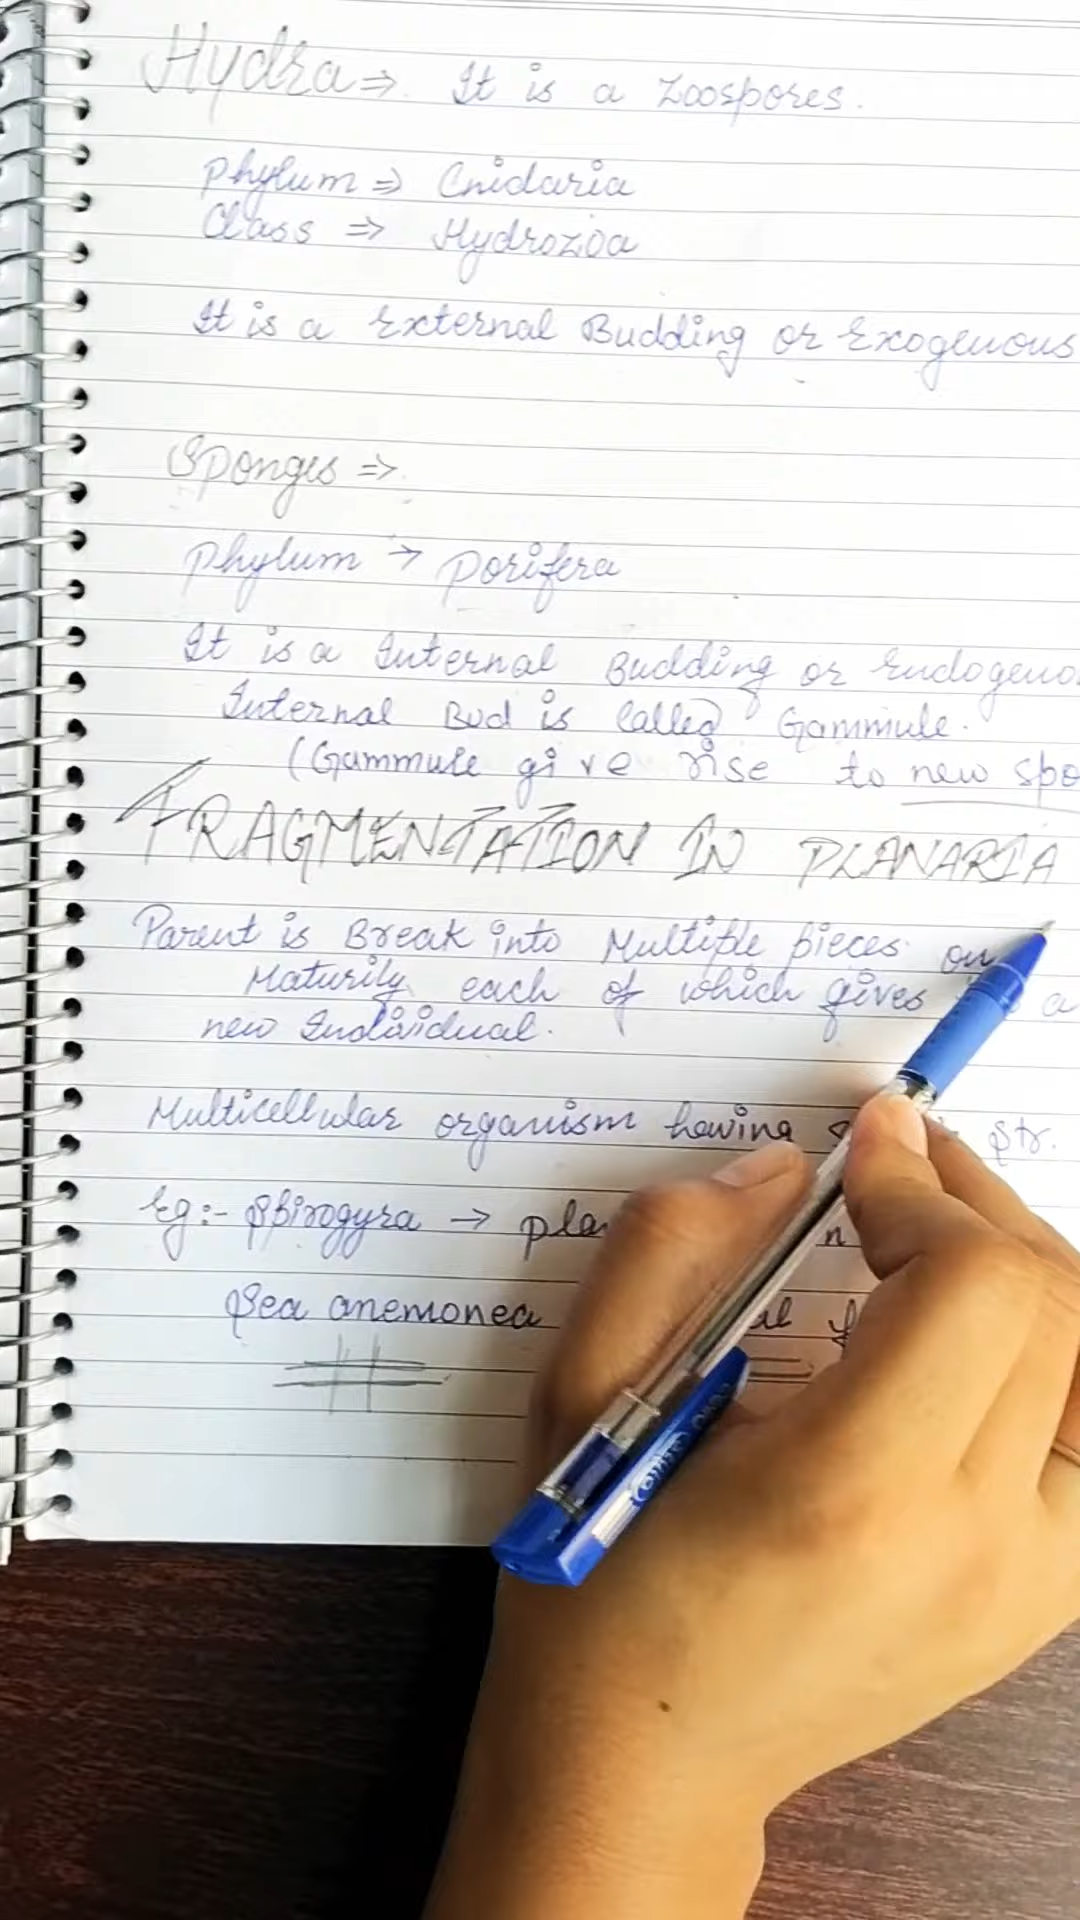 Hydra ⇒ It is a Zoospores.
Phylum ⇒ Cnidaria
Class ⇒ Hydrozoa
It is a External Budding or Exogenous
Sponges ⇒
Phylum → Porifera
It is a Internal Budding or Endogeno
Internal Bud is Called Gammule.
(Gammule give rise to new spo
FRAGMENTATION IN PLANARIA
Parent is Break into Multiple pieces on
Maturity each of which gives a
new Individual.
Multicellular organism hawing str.
Eg:- Spirogyra → pla
Sea anemonea
cello